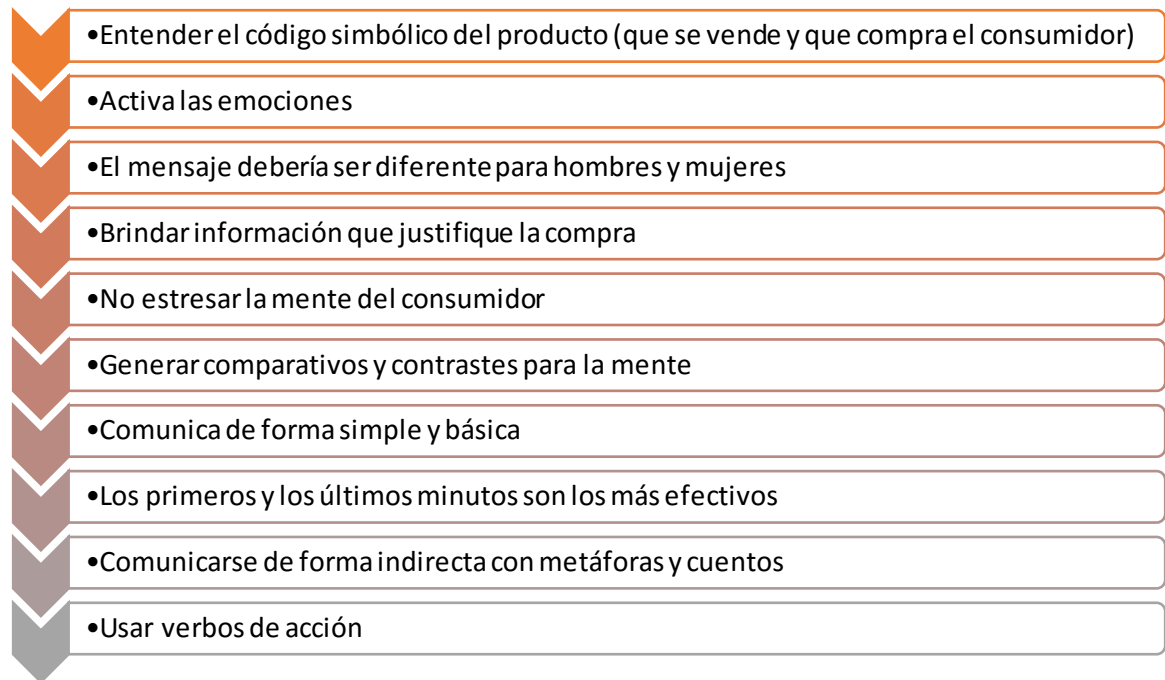 •Entender el código simbólico del producto (que se vende y que compra el consumidor)
•Activa las emociones
•El mensaje debería ser diferente para hombres y mujeres
•Brindar información que justifique la compra
•No estresar la mente del consumidor
•Generar comparativos y contrastes para la mente
•Comunica de forma simple y básica
•Los primeros y los últimos minutos son los más efectivos
•Comunicarse de forma indirecta con metáforas y cuentos
•Usar verbos de acción